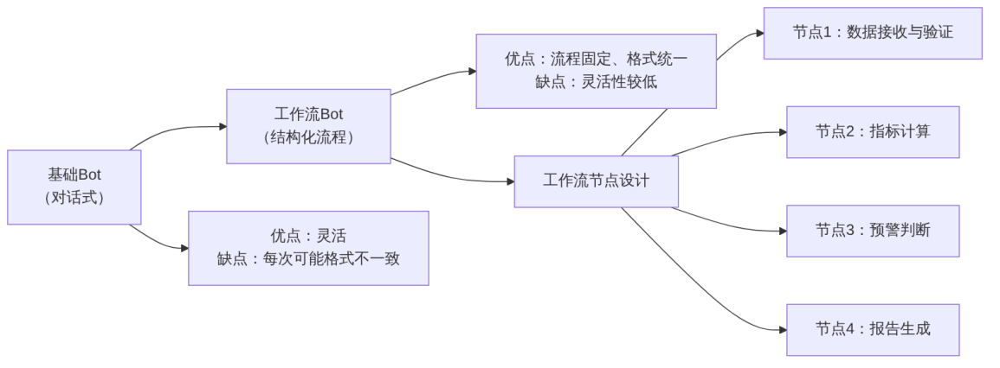 基础Bot
（对话式）
工作流Bot
（结构化流程）
优点：灵活
缺点：每次可能格式不一致
优点：流程固定、格式统一
缺点：灵活性较低
工作流节点设计
节点1：数据接收与验证
节点2：指标计算
节点3：预警判断
节点4：报告生成